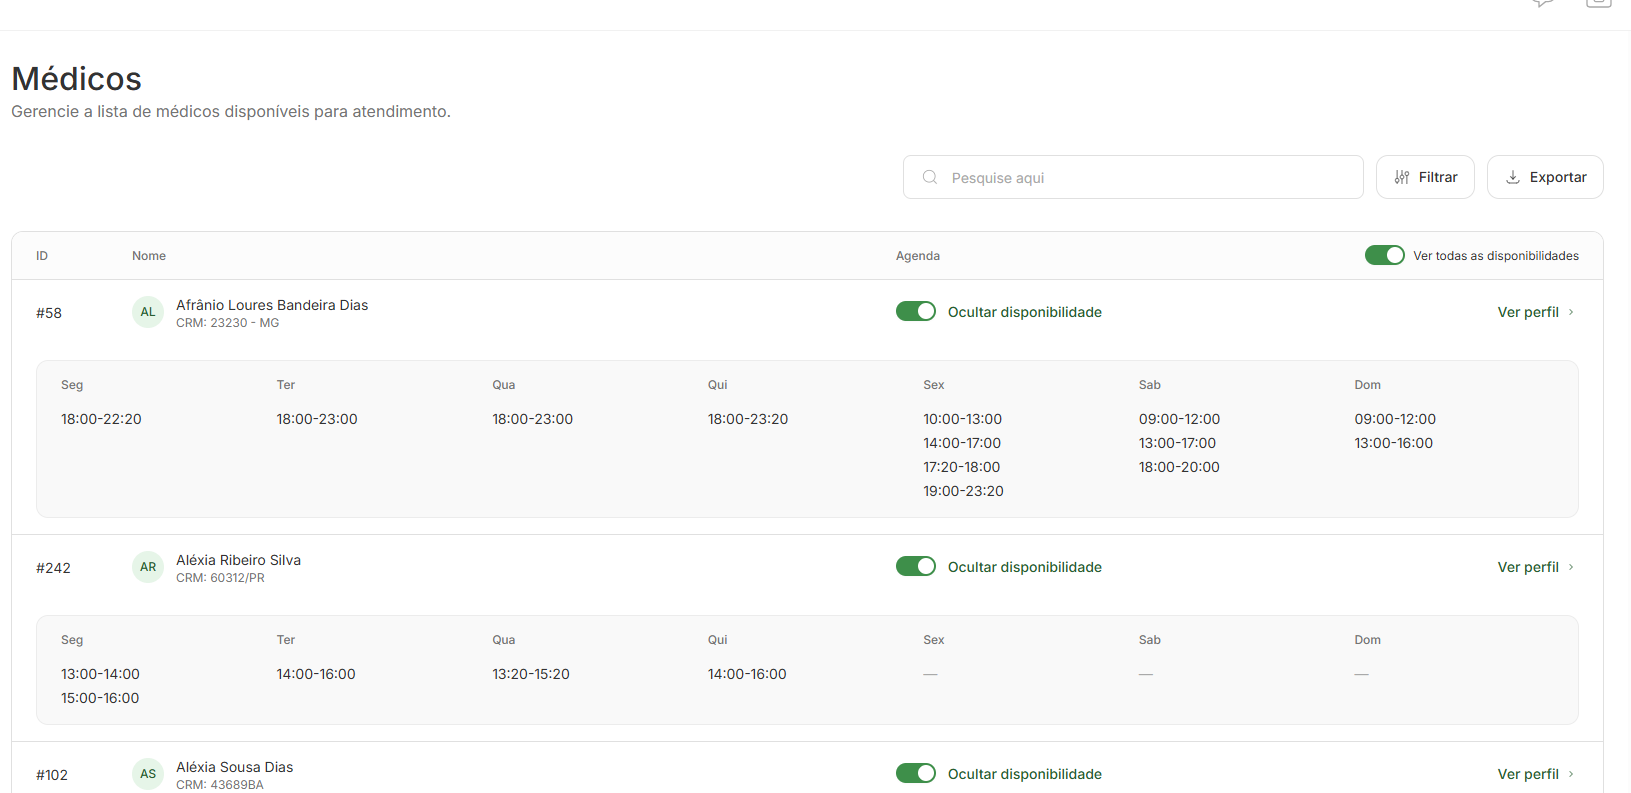 Médicos
Gerencie a lista de médicos disponíveis para atendimento.
Pesquise aqui
Filtrar
Exportar
ID Nome Agenda Ver todas as disponibilidades
#58 AL Afrânio Loures Bandeira Dias Ocultar disponibilidade Ver perfil
CRM: 23230 - MG
Seg Ter Qua Qui Sex Sab Dom
18:00-22:20 18:00-23:00 18:00-23:00 18:00-23:20 10:00-13:00 09:00-12:00 09:00-12:00
14:00-17:00 13:00-17:00 13:00-16:00
17:20-18:00 18:00-20:00
19:00-23:20
#242 AR Aléxia Ribeiro Silva Ocultar disponibilidade Ver perfil
CRM: 60312/PR
Seg Ter Qua Qui Sex Sab Dom
13:00-14:00 14:00-16:00 13:20-15:20 14:00-16:00 — — —
15:00-16:00
#102 AS Aléxia Sousa Dias Ocultar disponibilidade Ver perfil
CRM: 43689BA